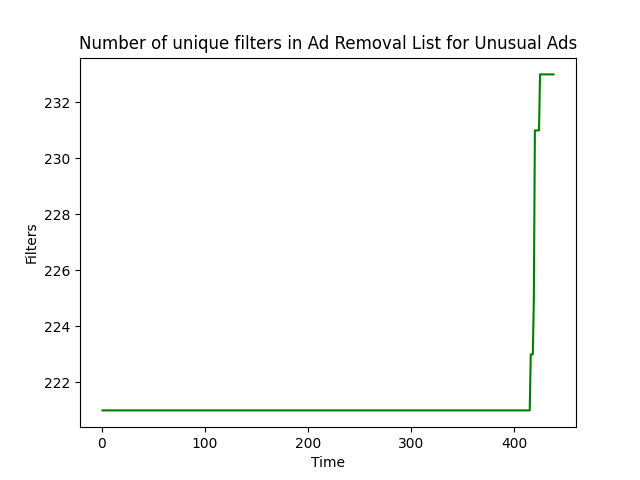 Number of unique filters in Ad Removal List for Unusual Ads
232
230
228
226
224
222
Filters
0 100 200 300 400
Time